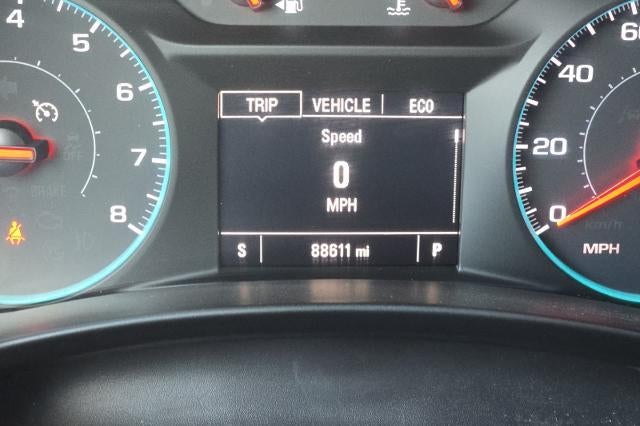 4
5
6
7
8
OFF
BRAKE
TRIP VEHICLE ECO
Speed
0
MPH
S 88611 mi P
60
40
20
0
km/h
MPH